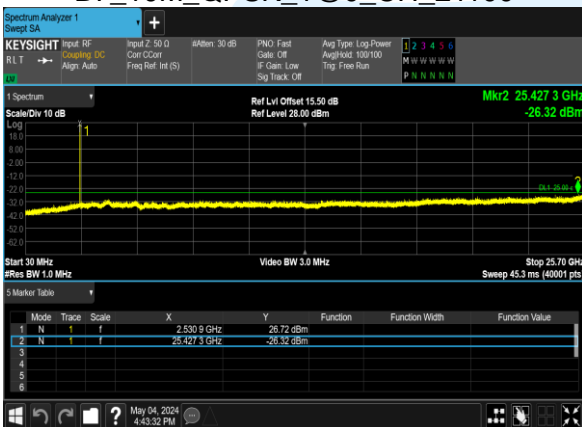 Spectrum Analyzer 1
Swept SA
+
KEYSIGHT
RLT
Input: RF
Coupling: DC
Align: Auto
Input Z: 50 Ω
Corr CCorr
Freq Ref: Int (S)
#Atten: 30 dB
PNO: Fast
Gate: Off
IF Gain: Low
Sig Track: Off
Avg Type: Log-Power
Avg|Hold: 100/100
Trig: Free Run
1 2 3 4 5 6
M W W W W W
P N N N N N
1 Spectrum
Scale/Div 10 dB
Ref Lvl Offset 15.50 dB
Ref Level 28.00 dBm
Mkr2 25.427 3 GHz
-26.32 dBm
Log
18.0
8.00
-2.00
-12.0
-22.0
-32.0
-42.0
-52.0
-62.0
1
2
Start 30 MHz
#Res BW 1.0 MHz
Video BW 3.0 MHz
Stop 25.70 GHz
Sweep 45.3 ms (40001 pts
5 Marker Table
Mode Trace Scale X Y Function Function Width Function Value
1 N 1 f 2.530 9 GHz 26.72 dBm
2 N 1 f 25.427 3 GHz -26.32 dBm
3
4
5
6
?
May 04, 2024
4:43:32 PM